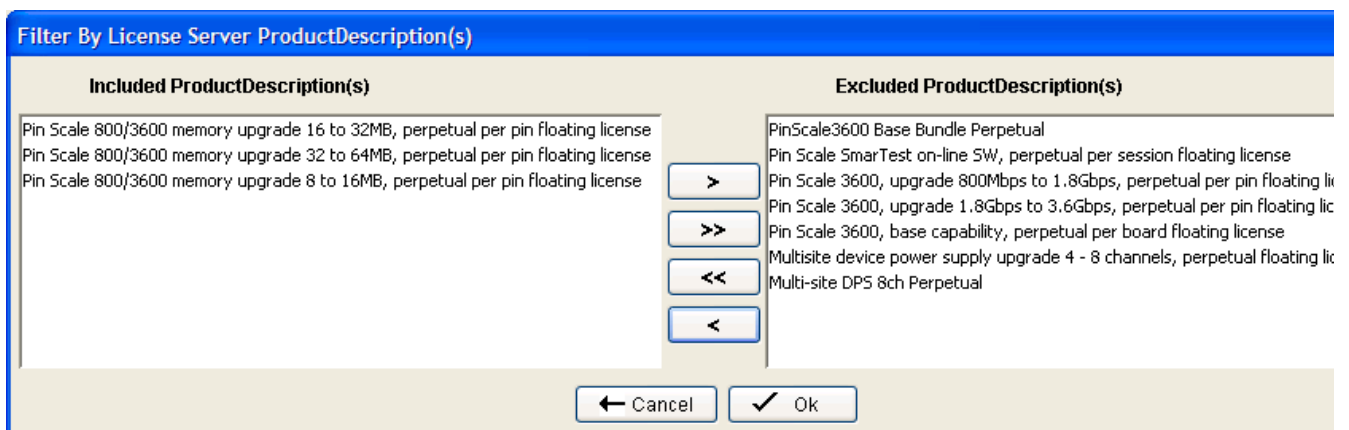 Filter By License Server ProductDescription(s)
Included ProductDescription(s)
Excluded ProductDescription(s)
Pin Scale 800/3600 memory upgrade 16 to 32MB, perpetual per pin floating license
Pin Scale 800/3600 memory upgrade 32 to 64MB, perpetual per pin floating license
Pin Scale 800/3600 memory upgrade 8 to 16MB, perpetual per pin floating license
>
>>
<<
<
PinScale3600 Base Bundle Perpetual
Pin Scale SmarTest on-line SW, perpetual per session floating license
Pin Scale 3600, upgrade 800Mbps to 1.8Gbps, perpetual per pin floating
Pin Scale 3600, upgrade 1.8Gbps to 3.6Gbps, perpetual per pin floating
Pin Scale 3600, base capability, perpetual per board floating license
Multisite device power supply upgrade 4 - 8 channels, perpetual floating
Multi-site DPS 8ch Perpetual
Cancel
Ok